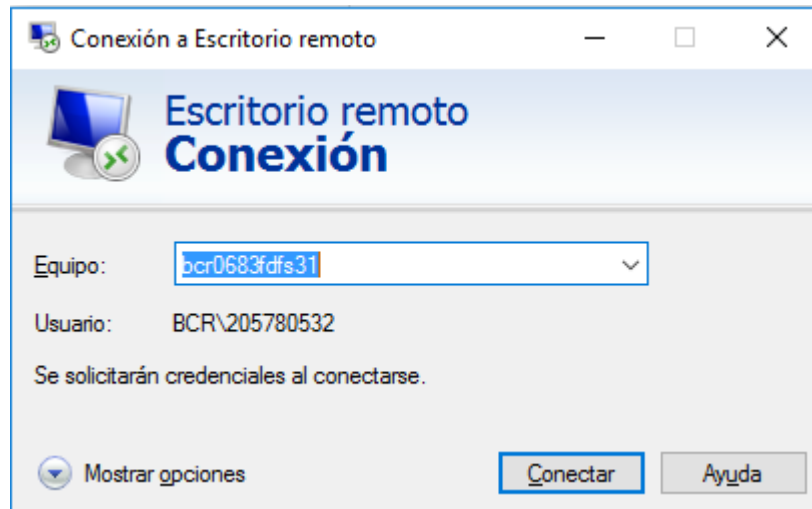 Conexión a Escritorio remoto
Escritorio remoto
Conexión
Equipo: bcr0683fdfs31
Usuario: BCR\205780532
Se solicitarán credenciales al conectarse.
Mostrar opciones Conectar Ayuda